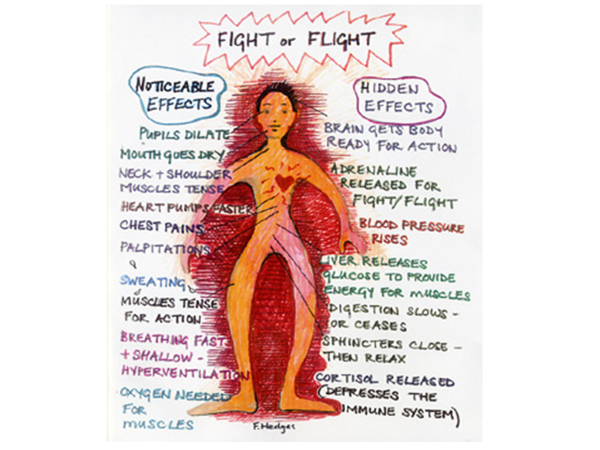 FIGHT or FLIGHT
NOTICEABLE
EFFECTS
PUPILS DILATE
MOUTH GOES DRY
NECK + SHOULDER
MUSCLES TENSE
HEART PUMPS FASTER
CHEST PAINS
PALPITATIONS
&
SWEATING
MUSCLES TENSE
FOR ACTION
BREATHING FAST
+ SHALLOW -
HYPERVENTILATION
OXYGEN NEEDED
FOR
MUSCLES
HIDDEN
EFFECTS
BRAIN GETS BODY
READY FOR ACTION
ADRENALINE
RELEASED FOR
FIGHT/FLIGHT
BLOOD PRESSURE
RISES
LIVER RELEASES
GLUCOSE TO PROVIDE
ENERGY FOR MUSCLES
DIGESTION SLOWS -
OR CEASES
SPHINCTERS CLOSE -
THEN RELAX
CORTISOL RELEASED
(DEPRESSES THE
IMMUNE SYSTEM)
F. Hedges